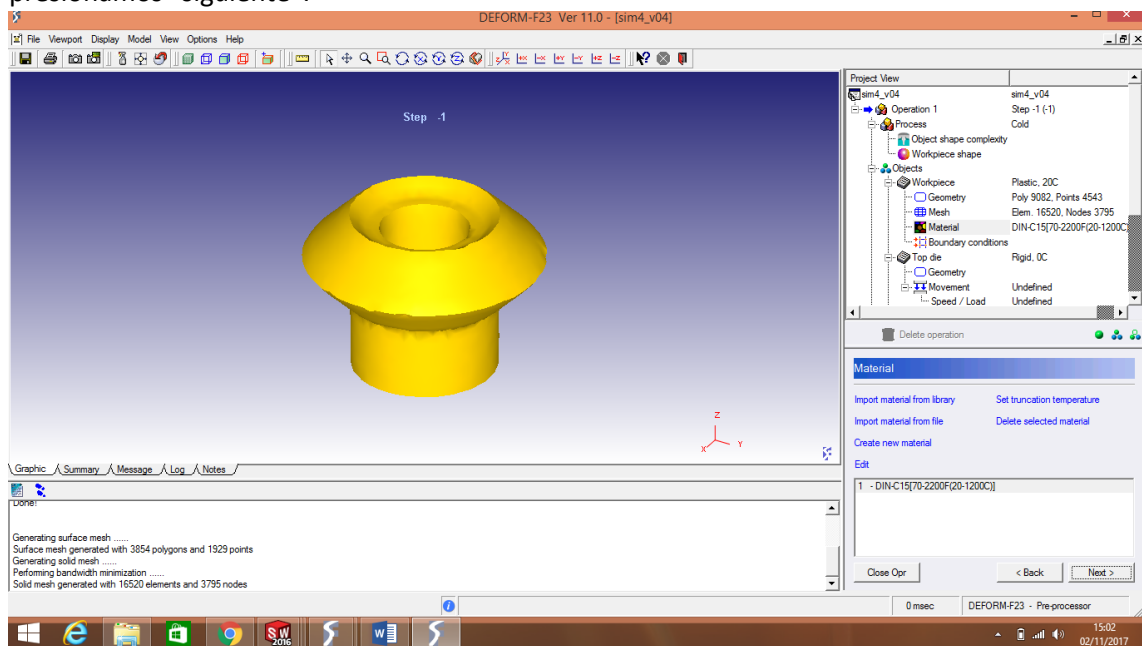 presionamos "siguiente".
DEFORM-F23 Ver 11.0 - [sim4_v04]
File Viewport Display Model View Options Help
Step -1
Z
X
Y
Graphic Summary Message Log Notes
Done!
Generating surface mesh ......
Surface mesh generated with 3854 polygons and 1929 points
Generating solid mesh ......
Performing bandwidth minimization ......
Solid mesh generated with 16520 elements and 3795 nodes
Project View
sim4_v04 sim4_v04
Operation 1 Step -1 (-1)
Process Cold
Object shape complexity
Workpiece shape
Objects
Workpiece Plastic, 20C
Geometry Poly 9082, Points 4543
Mesh Elem. 16520, Nodes 3795
Material DIN-C15[70-2200F(20-1200C)
Boundary conditions
Top die Rigid, 0C
Geometry
Movement Undefined
Speed / Load Undefined
Delete operation
Material
Import material from library Set truncation temperature
Import material from file Delete selected material
Create new material
Edit
1 - DIN-C15[70-2200F(20-1200C)]
Close Opr < Back Next >
0 msec DEFORM-F23 - Pre-processor
SW
2016
15:02
02/11/2017